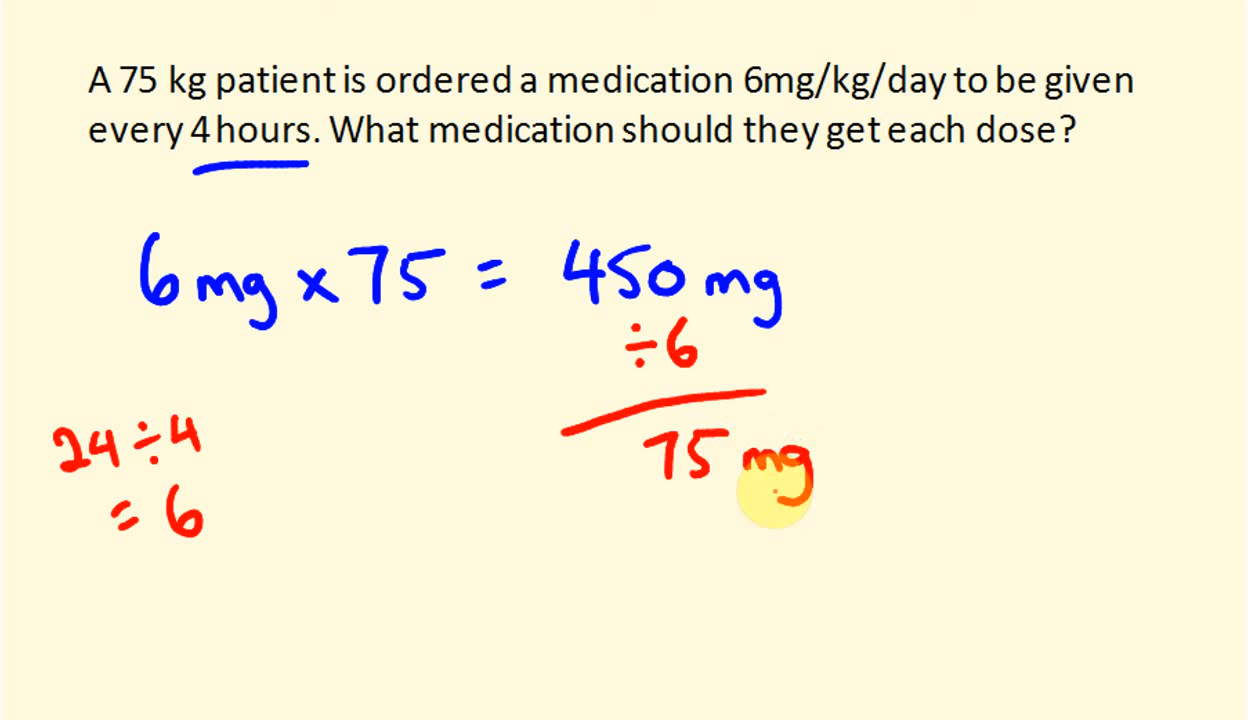 A 75 kg patient is ordered a medication 6mg/kg/day to be given
every 4 hours. What medication should they get each dose?
6 mg x 75 = 450 mg
÷ 6
75 mg
24 ÷ 4
= 6